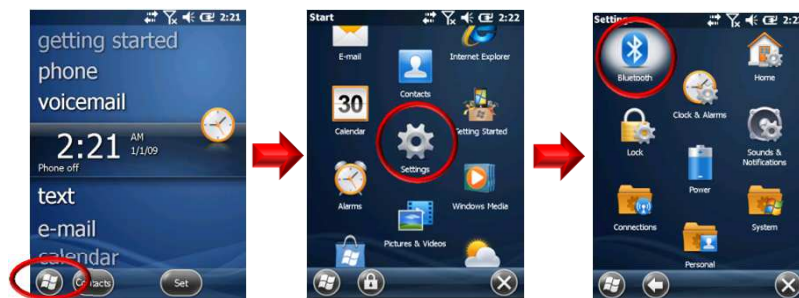 2:21
getting started
phone
voicemail
2:21 AM
1/1/09
Phone off
text
e-mail
calendar
Contacts
Set
Start
2:22
E-mail
Contacts
Internet Explorer
30
Calendar
Settings
Getting Started
Alarms
Windows Media
Pictures & Videos
Settings
Bluetooth
Clock & Alarms
Home
Lock
Power
Sounds &
Notifications
Connections
Personal
System